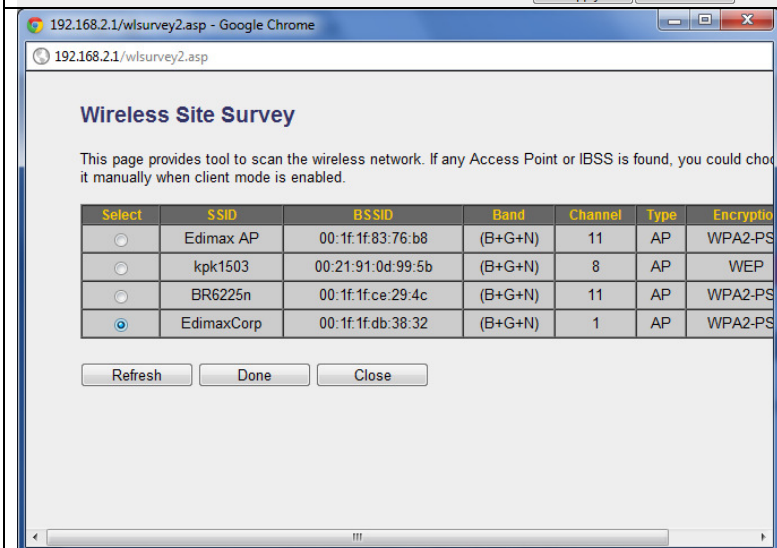 192.168.2.1/wlsurvey2.asp - Google Chrome
192.168.2.1/wlsurvey2.asp
Wireless Site Survey
This page provides tool to scan the wireless network. If any Access Point or IBSS is found, you could choo
it manually when client mode is enabled.
Select SSID BSSID Band Channel Type Encryptio
Edimax AP 00:1f:1f:83:76:b8 (B+G+N) 11 AP WPA2-PS
kpk1503 00:21:91:0d:99:5b (B+G+N) 8 AP WEP
BR6225n 00:1f:1f:ce:29:4c (B+G+N) 11 AP WPA2-PS
EdimaxCorp 00:1f:1f:db:38:32 (B+G+N) 1 AP WPA2-PS
Refresh Done Close